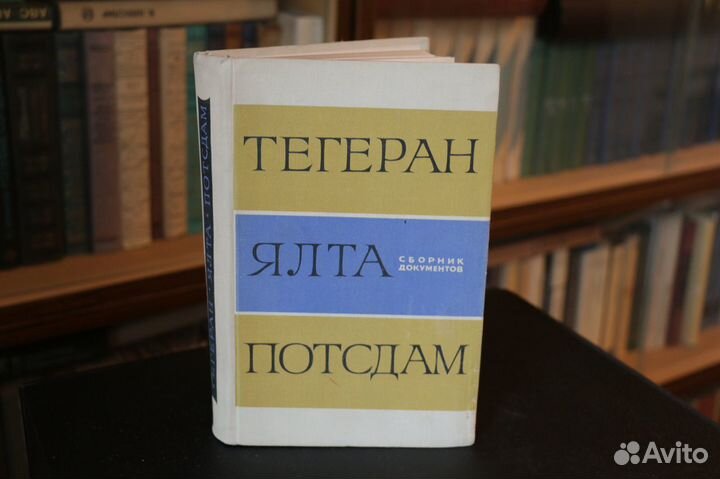 ТЕГЕРАН
ЯЛТА
СБОРНИК
ДОКУМЕНТОВ
ПОТСДАМ
ТЕГЕРАН · ЯЛТА · ПОТСДАМ
Avito